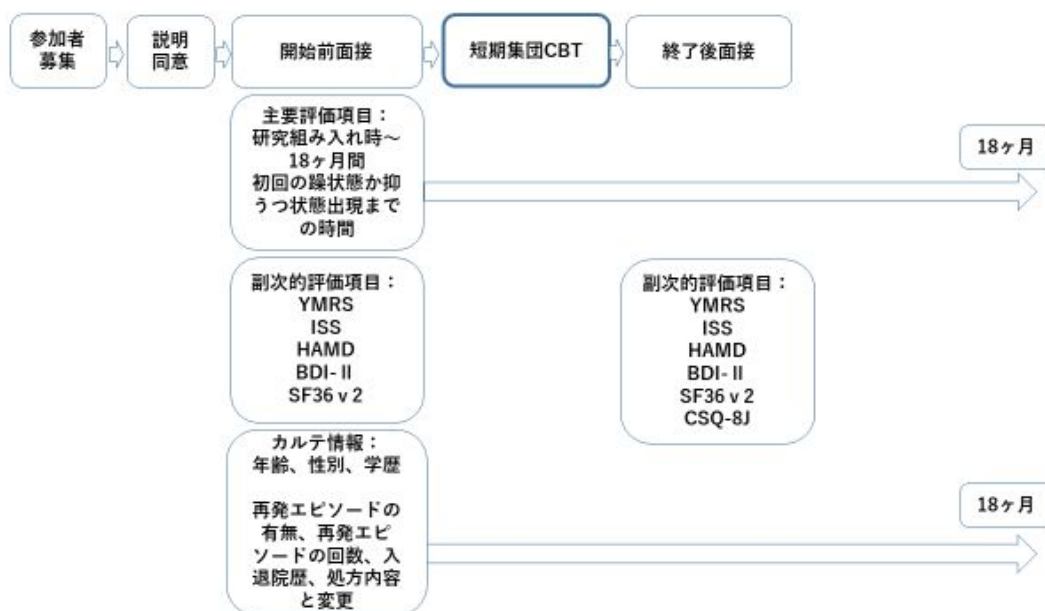 参加者
募集
説明
同意
開始前面接
短期集団CBT
終了後面接
主要評価項目：
研究組み入れ時～
18ヶ月間
初回の躁状態か抑
うつ状態出現まで
の時間
18ヶ月
副次的評価項目：
YMRS
ISS
HAMD
BDI-Ⅱ
SF36ｖ2
副次的評価項目：
YMRS
ISS
HAMD
BDI-Ⅱ
SF36ｖ2
CSQ-8J
カルテ情報：
年齢、性別、学歴
再発エピソードの
有無、再発エピ
ソードの回数、入
退院歴、処方内容
と変更
18ヶ月